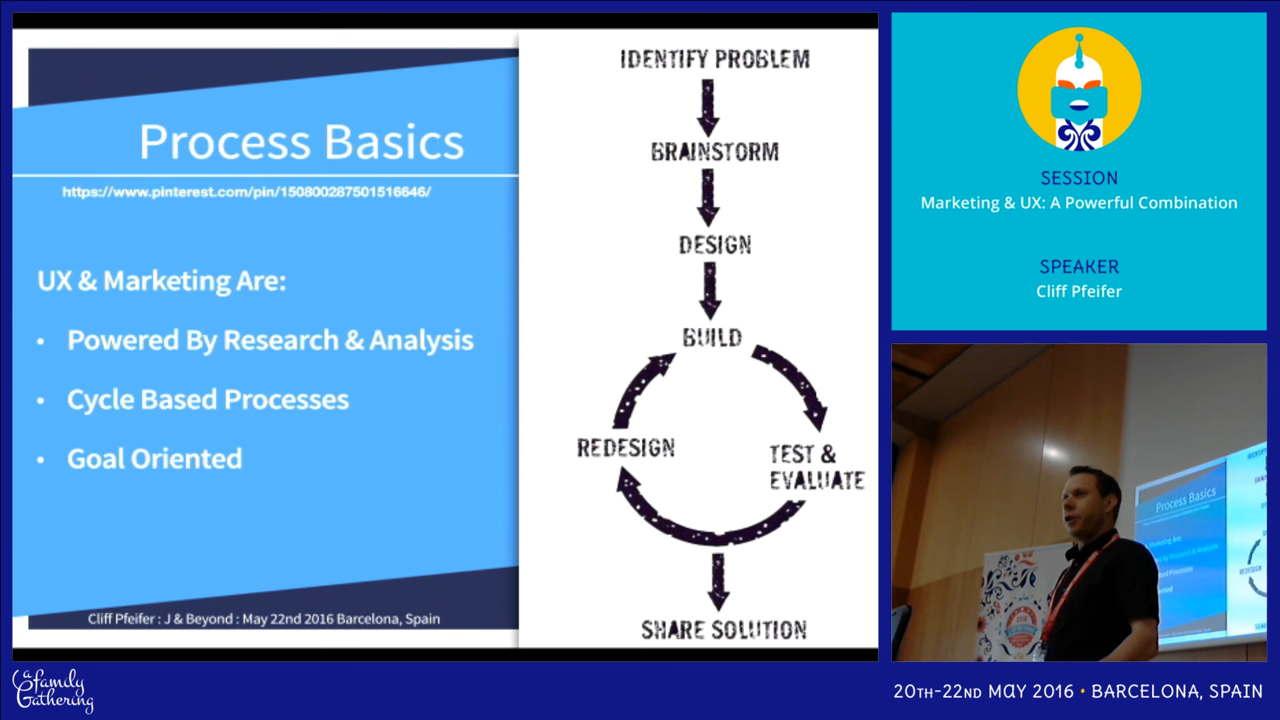 Process Basics
https://www.pinterest.com/pin/150800287501516646/
UX & Marketing Are:
• Powered By Research & Analysis
• Cycle Based Processes
• Goal Oriented
Cliff Pfeifer : J & Beyond : May 22nd 2016 Barcelona, Spain
IDENTIFY PROBLEM
BRAINSTORM
DESIGN
BUILD
TEST &
EVALUATE
REDESIGN
SHARE SOLUTION
SESSION
Marketing & UX: A Powerful Combination
SPEAKER
Cliff Pfeifer
Process Basics
a family
Gathering
20TH-22ND MAY 2016 • BARCELONA, SPAIN